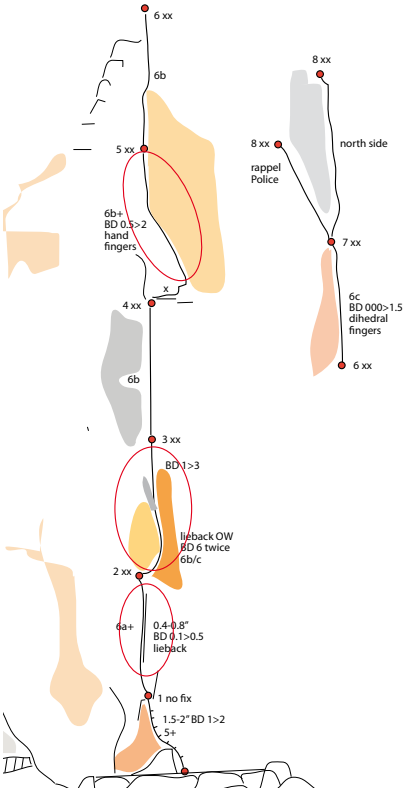 6 xx
6b
5 xx
6b+
BD 0.5>2
hand
fingers
x
4 xx
6b
3 xx
BD 1>3
lieback OW
BD 6 twice
6b/c
2 xx
6a+
0.4-0.8"
BD 0.1>0.5
lieback
1 no fix
1.5-2" BD 1>2
5+
8 xx
8 xx
north side
rappel
Police
7 xx
6c
BD 000>1.5
dihedral
fingers
6 xx